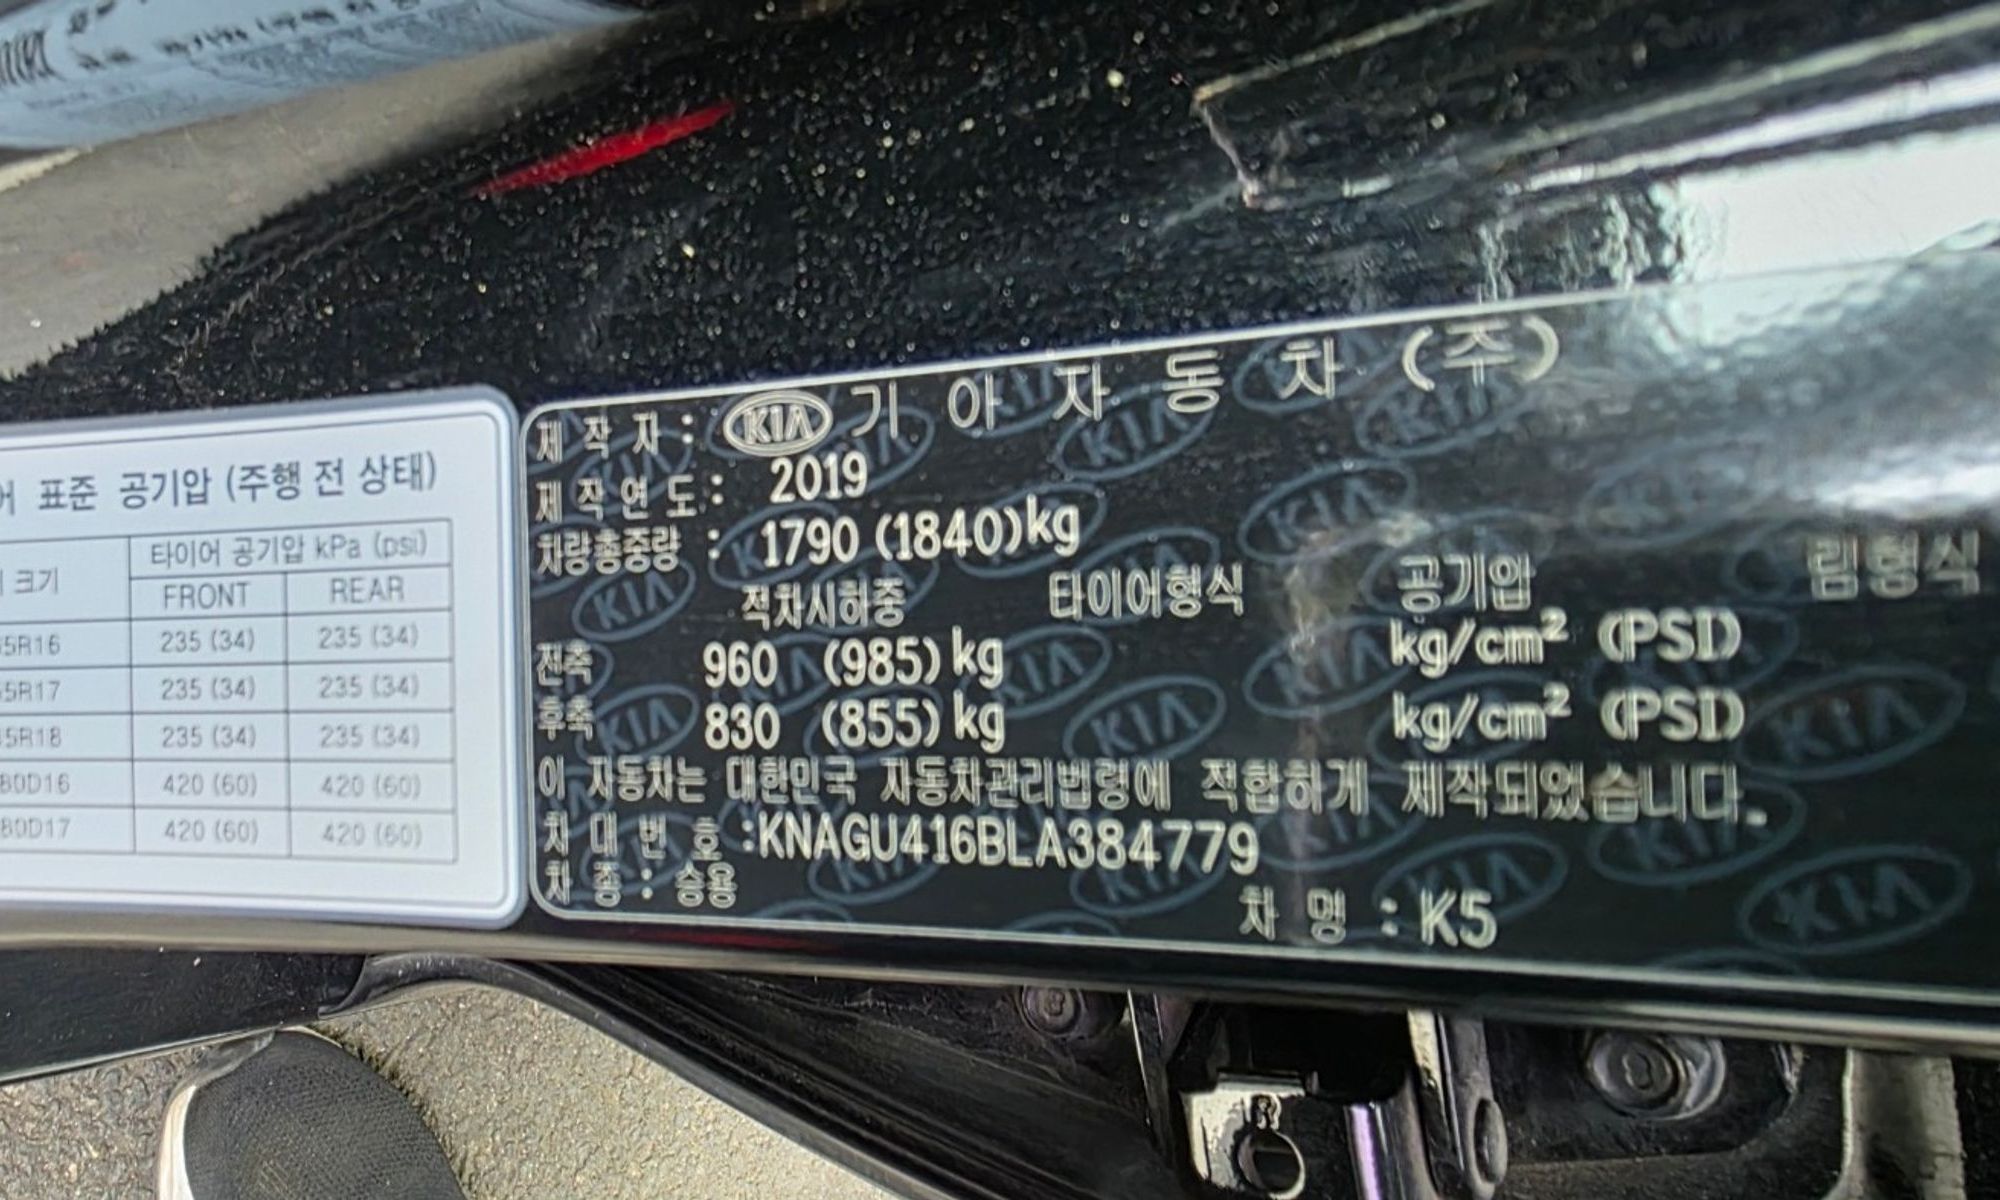 표준 공기압 (주행 전 상태)
크기
타이어 공기압 kPa (psi)
FRONT REAR
5R16 235 (34) 235 (34)
5R17 235 (34) 235 (34)
5R18 235 (34) 235 (34)
80D16 420 (60) 420 (60)
80D17 420 (60) 420 (60)
제 작 자 : KIA 기 아 자 동 차 (주)
제 작 연 도 : 2019
차량총중량 : 1790 (1840)kg
적차시하중 타이어형식 공기압 림형식
전축 960 (985) kg kg/cm² (PSI)
후축 830 (855) kg kg/cm² (PSI)
이 자동차는 대한민국 자동차관리법령에 적합하게 제작되었습니다.
차 대 번 호 :KNAGU416BLA384779
차 종 : 승용 차 명 : K5